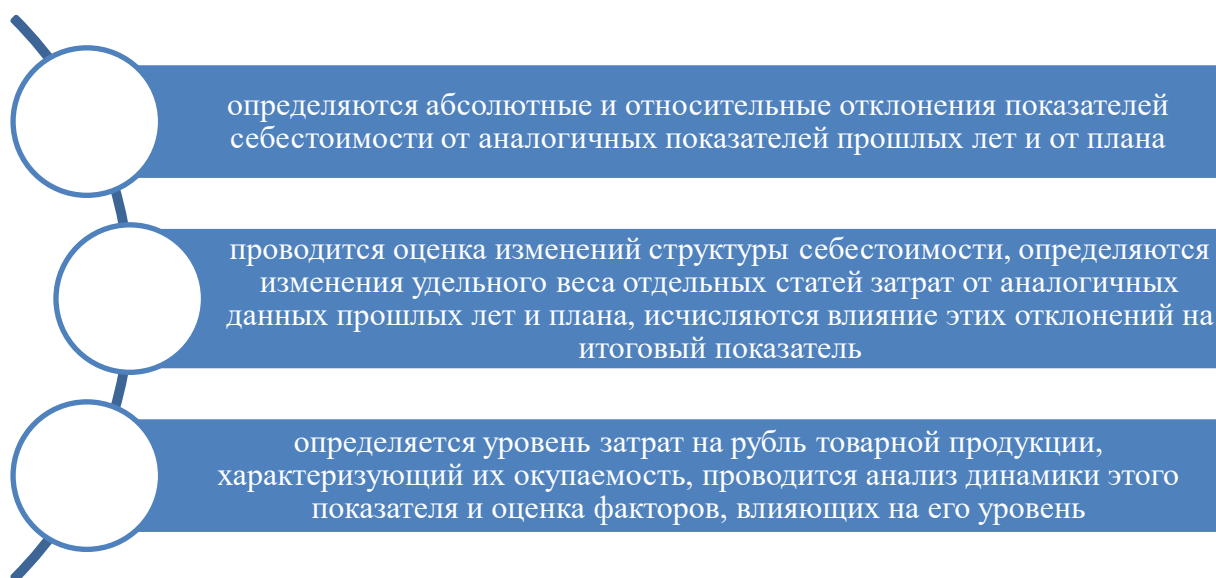 определяются абсолютные и относительные отклонения показателей
себестоимости от аналогичных показателей прошлых лет и от плана
проводится оценка изменений структуры себестоимости, определяются
изменения удельного веса отдельных статей затрат от аналогичных
данных прошлых лет и плана, исчисляются влияние этих отклонений на
итоговый показатель
определяется уровень затрат на рубль товарной продукции,
характеризующий их окупаемость, проводится анализ динамики этого
показателя и оценка факторов, влияющих на его уровень